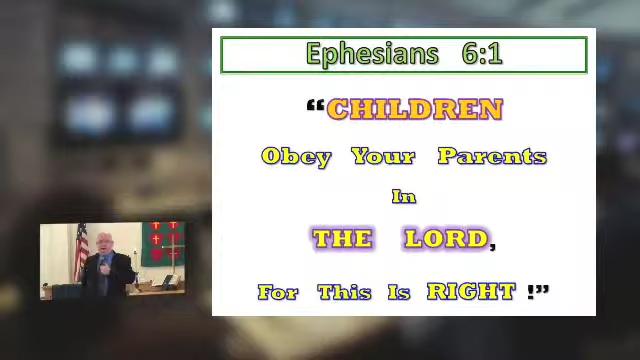 Ephesians 6:1
“CHILDREN
Obey Your Parents
In
THE LORD,
For This Is RIGHT !”